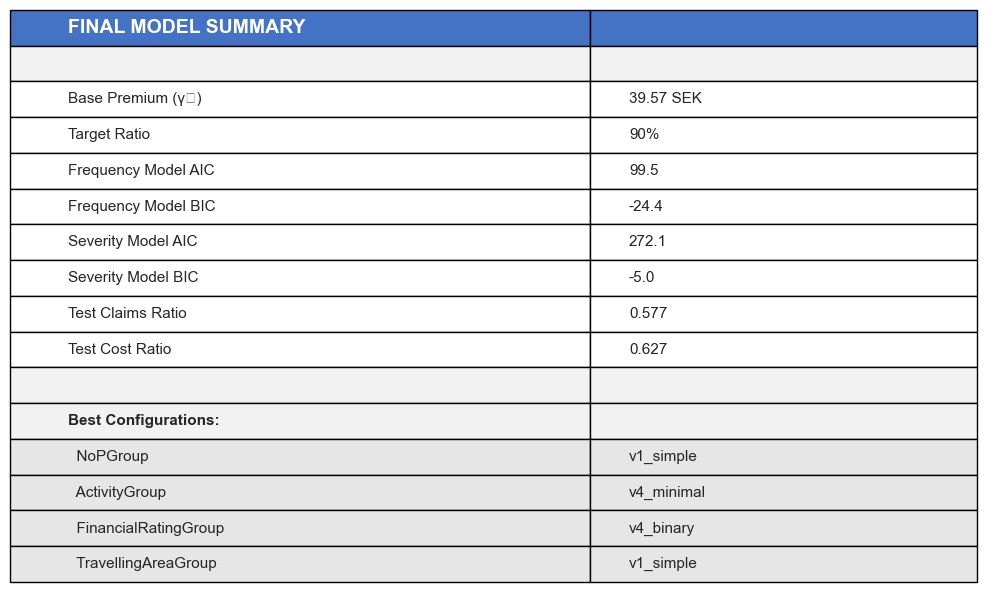 FINAL MODEL SUMMARY
Base Premium (γ□) 39.57 SEK
Target Ratio 90%
Frequency Model AIC 99.5
Frequency Model BIC -24.4
Severity Model AIC 272.1
Severity Model BIC -5.0
Test Claims Ratio 0.577
Test Cost Ratio 0.627
Best Configurations:
NoPGroup v1_simple
ActivityGroup v4_minimal
FinancialRatingGroup v4_binary
TravellingAreaGroup v1_simple